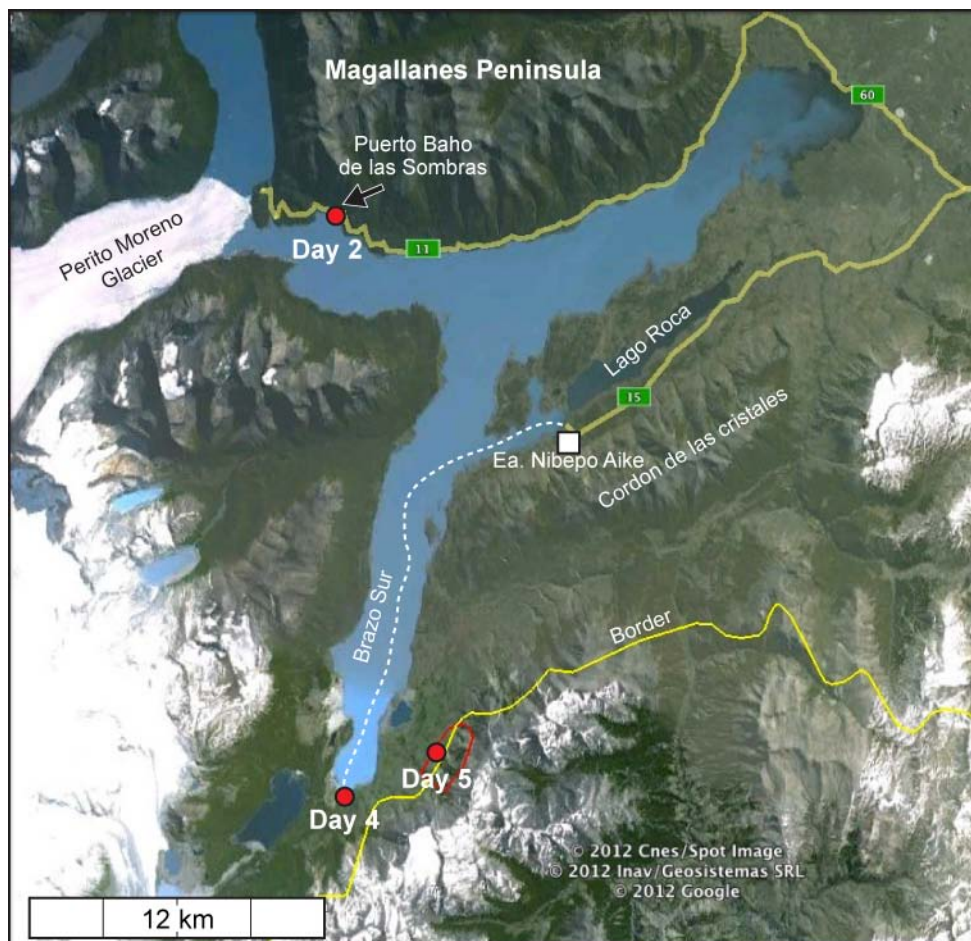 Magallanes Peninsula
60
Puerto Baho
de las Sombras
Perito Moreno
Glacier
Day 2
11
Lago Roca
15
Ea. Nibepo Aike
Cordon de las cristales
Brazo Sur
Border
Day 5
Day 4
© 2012 Cnes/Spot Image
© 2012 Inav/Geosistemas SRL
© 2012 Google
12 km